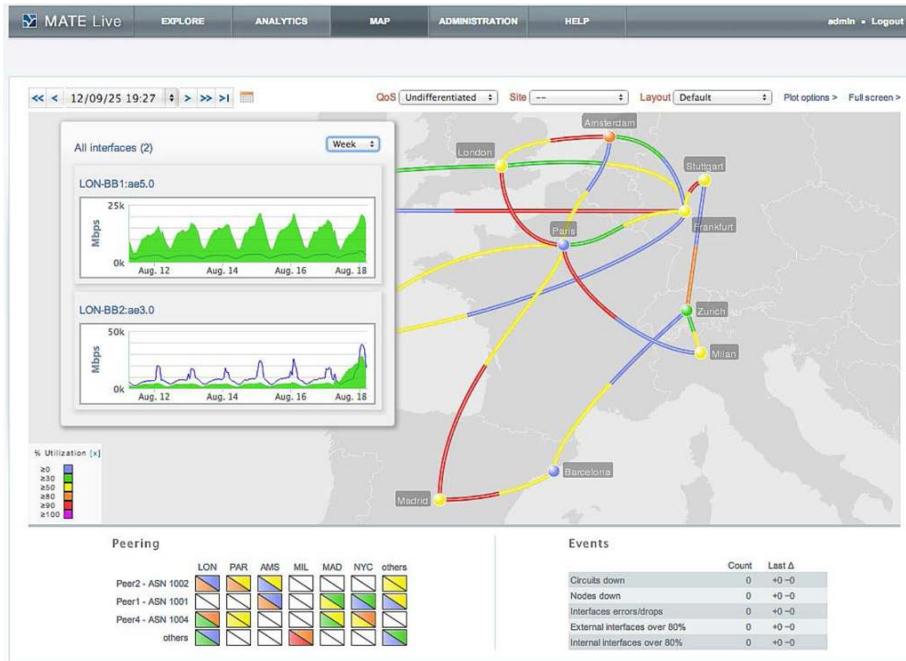 MATE Live EXPLORE ANALYTICS MAP ADMINISTRATION HELP admin • Logout
<< < 12/09/25 19:27 > >> >| QoS Undifferentiated Site -- Layout Default Plot options > Full screen >
All interfaces (2) Week
LON-BB1:ae5.0
25k
Mbps
0k
Aug. 12 Aug. 14 Aug. 16 Aug. 18
LON-BB2:ae3.0
50k
Mbps
0k
Aug. 12 Aug. 14 Aug. 16 Aug. 18
Amsterdam
London
Stuttgart
Frankfurt
Paris
Zurich
Milan
Barcelona
Madrid
% Utilization [x]
≥0
≥30
≥50
≥80
≥90
≥100
Peering
LON PAR AMS MIL MAD NYC others
Peer2 - ASN 1002
Peer1 - ASN 1001
Peer4 - ASN 1004
others
Events
Count Last Δ
Circuits down 0 +0 −0
Nodes down 0 +0 −0
Interfaces errors/drops 0 +0 −0
External interfaces over 80% 0 +0 −0
Internal interfaces over 80% 0 +0 −0